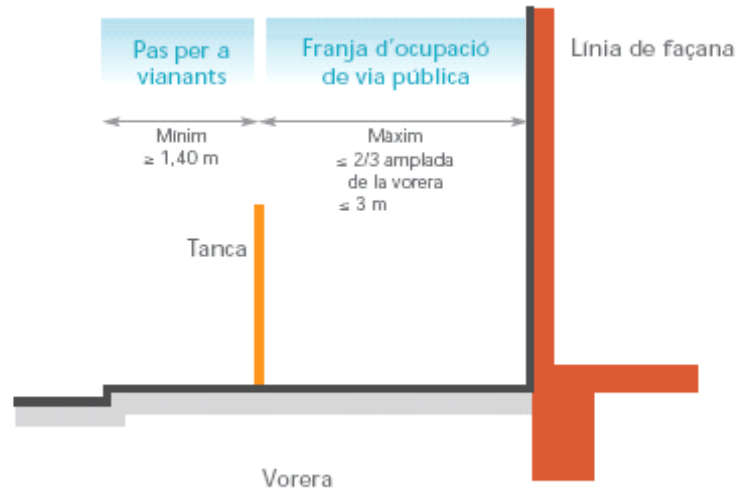 Pas per a
vianants
Franja d'ocupació
de via pública
Línia de façana
Mínim
≥ 1,40 m
Màxim
≤ 2/3 amplada
de la vorera
≤ 3 m
Tanca
Vorera